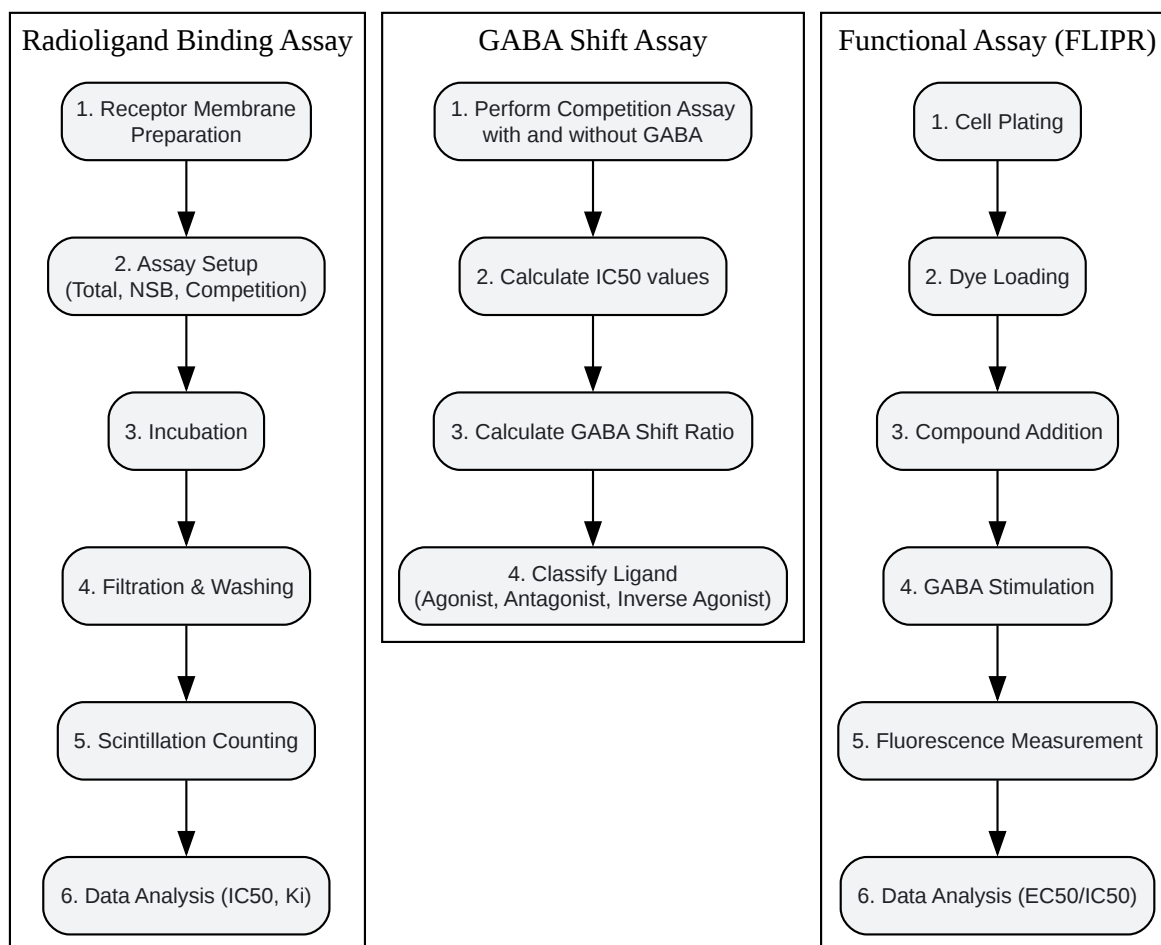 Radioligand Binding Assay
1. Receptor Membrane
Preparation
2. Assay Setup
(Total, NSB, Competition)
3. Incubation
4. Filtration & Washing
5. Scintillation Counting
6. Data Analysis (IC50, Ki)
GABA Shift Assay
1. Perform Competition Assay
with and without GABA
2. Calculate IC50 values
3. Calculate GABA Shift Ratio
4. Classify Ligand
(Agonist, Antagonist, Inverse Agonist)
Functional Assay (FLIPR)
1. Cell Plating
2. Dye Loading
3. Compound Addition
4. GABA Stimulation
5. Fluorescence Measurement
6. Data Analysis (EC50/IC50)